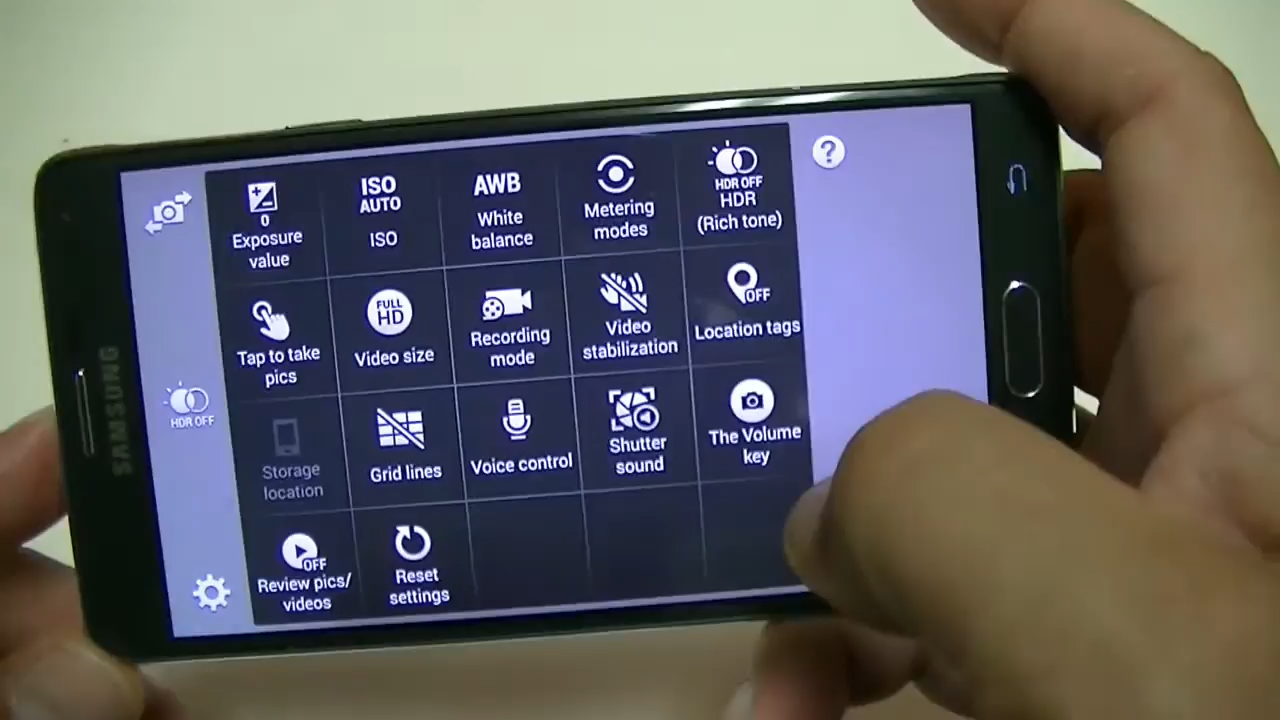 0
Exposure
value
ISO
AUTO
ISO
AWB
White
balance
Metering
modes
HDR OFF
HDR
(Rich tone)
?
Tap to take
pics
FULL
HD
Video size
Recording
mode
Video
stabilization
OFF
Location tags
HDR OFF
Storage
location
Grid lines
Voice control
Shutter
sound
The Volume
key
OFF
Review pics/
videos
Reset
settings
SAMSUNG